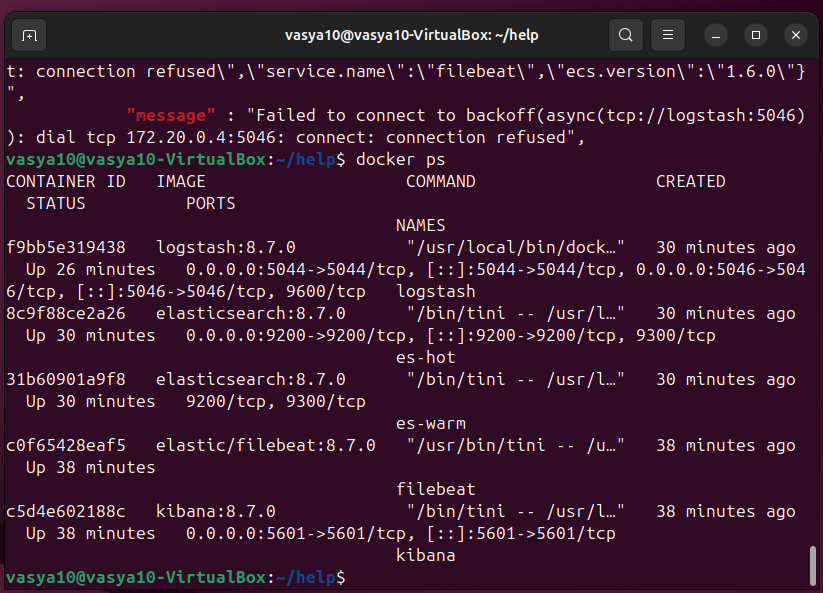 vasya10@vasya10-VirtualBox: ~/help
t: connection refused\",\"service.name\":\"filebeat\",\"ecs.version\":\"1.6.0\"}
",
"message" : "Failed to connect to backoff(async(tcp://logstash:5046)
): dial tcp 172.20.0.4:5046: connect: connection refused",
vasya10@vasya10-VirtualBox:~/help$ docker ps
CONTAINER ID   IMAGE                    COMMAND                  CREATED
  STATUS          PORTS
                                       NAMES
f9bb5e319438   logstash:8.7.0           "/usr/local/bin/dock…"   30 minutes ago
  Up 26 minutes   0.0.0.0:5044->5044/tcp, [::]:5044->5044/tcp, 0.0.0.0:5046->504
6/tcp, [::]:5046->5046/tcp, 9600/tcp   logstash
8c9f88ce2a26   elasticsearch:8.7.0      "/bin/tini -- /usr/l…"   30 minutes ago
  Up 30 minutes   0.0.0.0:9200->9200/tcp, [::]:9200->9200/tcp, 9300/tcp
                                       es-hot
31b60901a9f8   elasticsearch:8.7.0      "/bin/tini -- /usr/l…"   30 minutes ago
  Up 30 minutes   9200/tcp, 9300/tcp
                                       es-warm
c0f65428eaf5   elastic/filebeat:8.7.0   "/usr/bin/tini -- /u…"   38 minutes ago
  Up 38 minutes
                                       filebeat
c5d4e602188c   kibana:8.7.0             "/bin/tini -- /usr/l…"   38 minutes ago
  Up 38 minutes   0.0.0.0:5601->5601/tcp, [::]:5601->5601/tcp
                                       kibana
vasya10@vasya10-VirtualBox:~/help$